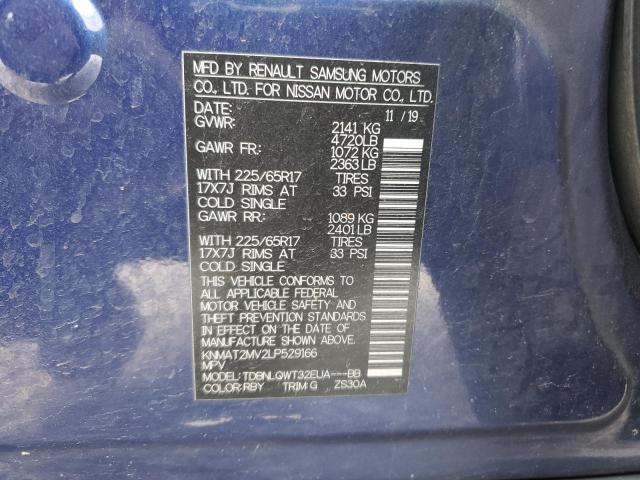 MFD BY RENAULT SAMSUNG MOTORS
CO., LTD. FOR NISSAN MOTOR CO., LTD.
DATE: 11 / 19
GVWR: 2141 KG
4720LB
GAWR FR: 1072 KG
2363LB
WITH 225/65R17 TIRES
17X7J RIMS AT 33 PSI
COLD SINGLE
GAWR RR: 1089 KG
2401 LB
WITH 225/65R17 TIRES
17X7J RIMS AT 33 PSI
COLD SINGLE
THIS VEHICLE CONFORMS TO
ALL APPLICABLE FEDERAL
MOTOR VEHICLE SAFETY AND
THEFT PREVENTION STANDARDS
IN EFFECT ON THE DATE OF
MANUFACTURE SHOWN ABOVE.
KNMAT2MV2LP529166
MPV
MODEL: TDBNLQWT32EUA---BB
COLOR:RBY TRIM G ZS30A